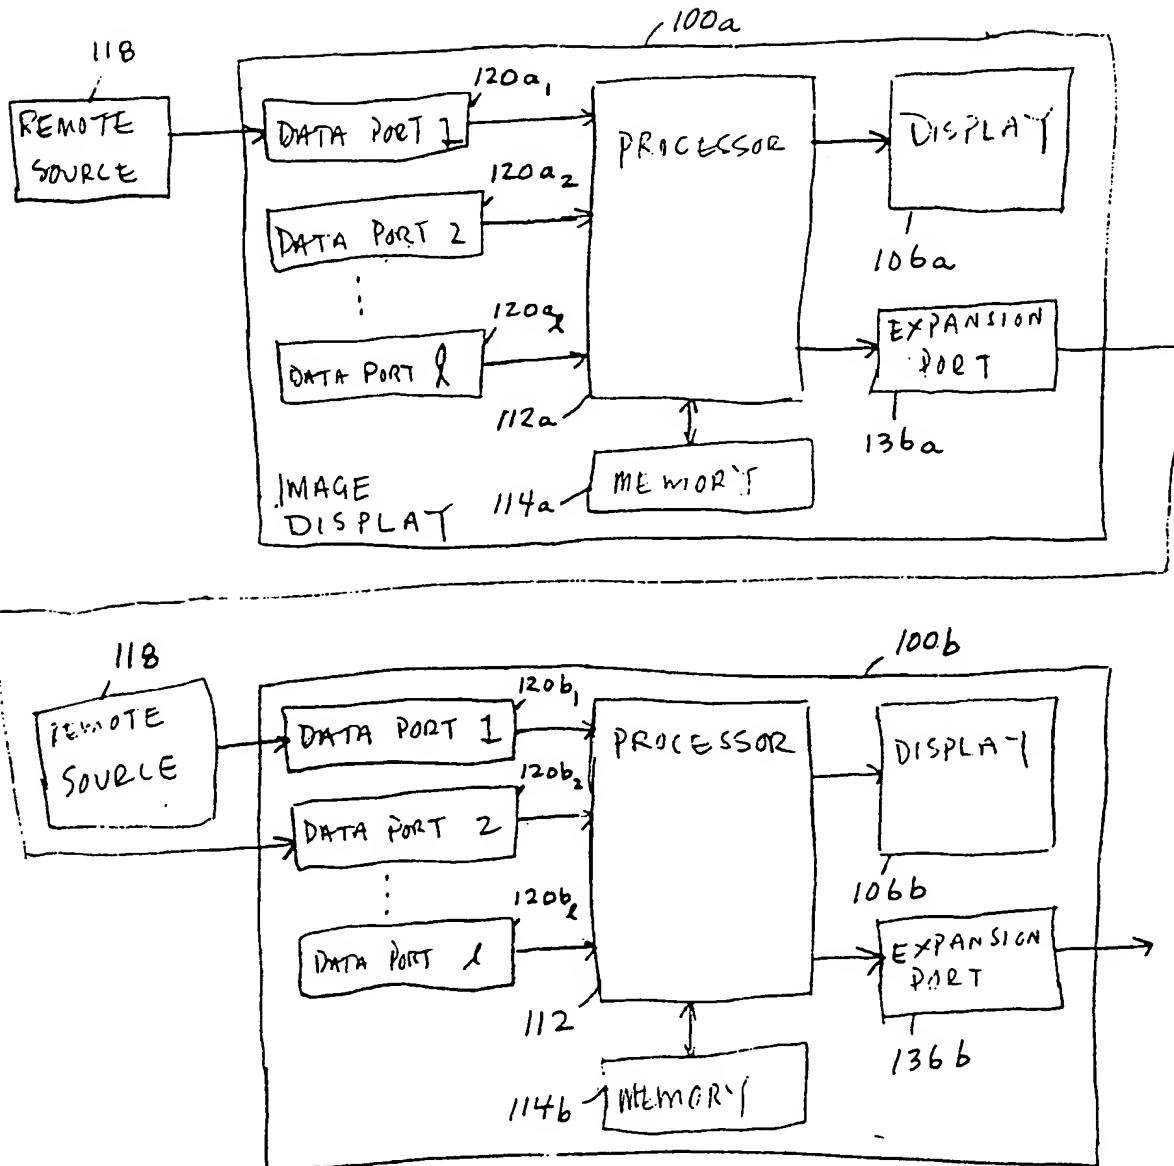 100a
118
REMOTE
SOURCE
120a1
DATA PORT 1
PROCESSOR
DISPLAY
120a2
DATA PORT 2
106a
120aℓ
DATA PORT ℓ
EXPANSION
PORT
112a
136a
MEMORY
114a
IMAGE
DISPLAY
118
100b
REMOTE
SOURCE
120b1
DATA PORT 1
PROCESSOR
DISPLAY
120b2
DATA PORT 2
106b
120bℓ
DATA PORT ℓ
EXPANSION
PORT
112
136b
MEMORY
114b